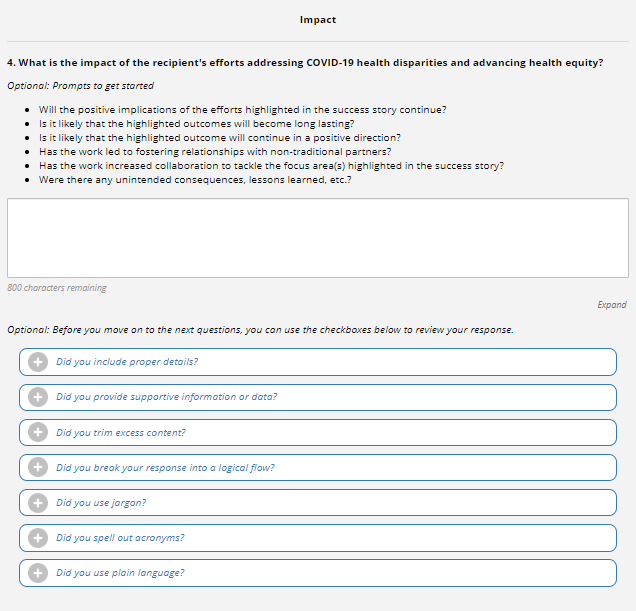 Impact
4. What is the impact of the recipient's efforts addressing COVID-19 health disparities and advancing health equity?
Optional: Prompts to get started
• Will the positive implications of the efforts highlighted in the success story continue?
• Is it likely that the highlighted outcomes will become long lasting?
• Is it likely that the highlighted outcome will continue in a positive direction?
• Has the work led to fostering relationships with non-traditional partners?
• Has the work increased collaboration to tackle the focus area(s) highlighted in the success story?
• Were there any unintended consequences, lessons learned, etc.?
800 characters remaining
Expand
Optional: Before you move on to the next questions, you can use the checkboxes below to review your response.
+ Did you include proper details?
+ Did you provide supportive information or data?
+ Did you trim excess content?
+ Did you break your response into a logical flow?
+ Did you use jargon?
+ Did you spell out acronyms?
+ Did you use plain language?